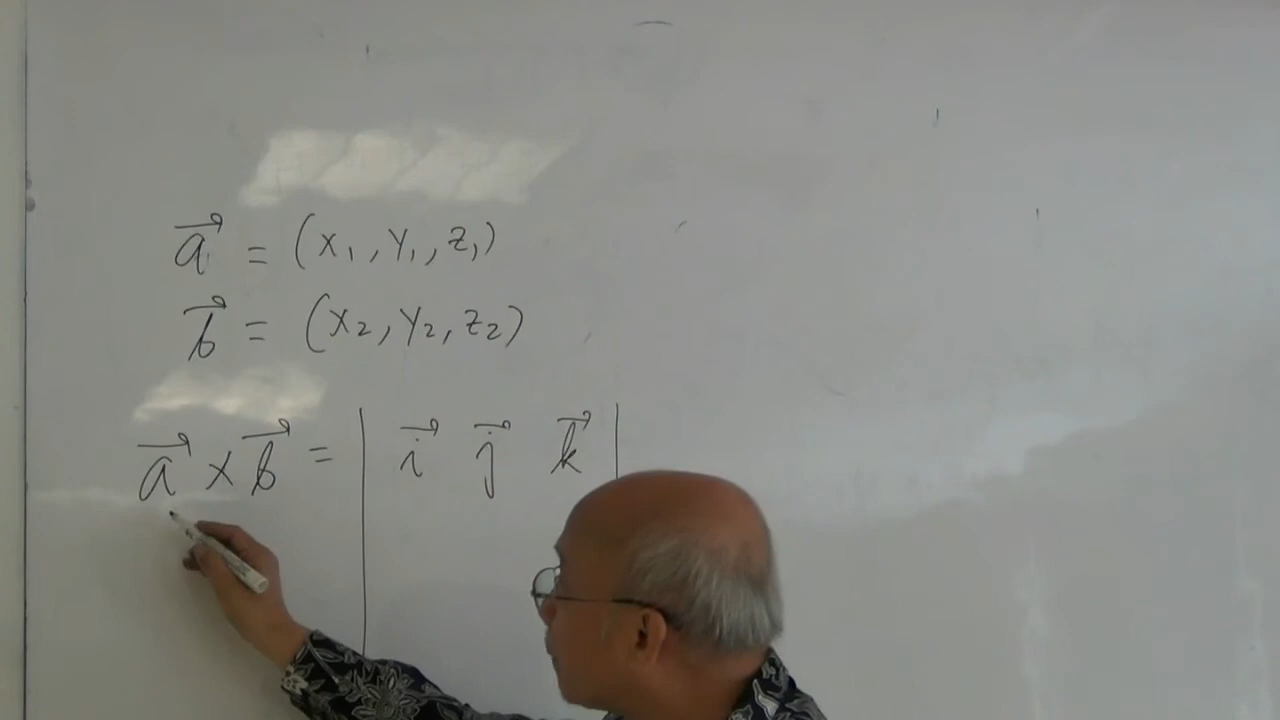 a⃗ = (x₁, y₁, z₁)
b⃗ = (x₂, y₂, z₂)
a⃗ × b⃗ = | i⃗ j⃗ k⃗ |